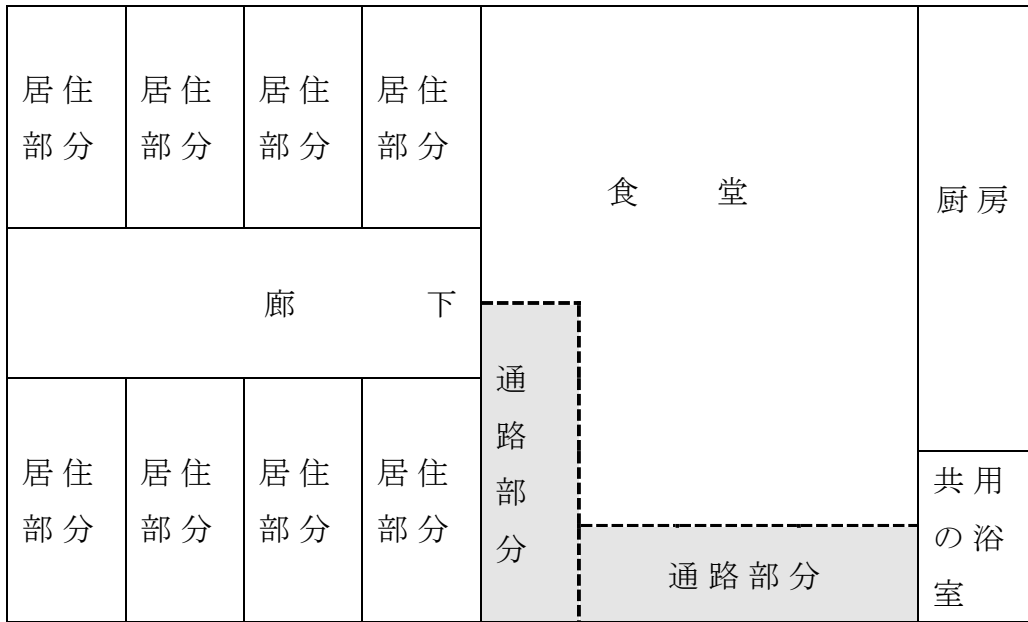 居住
部分
居住
部分
居住
部分
居住
部分
食堂
厨房
廊下
通路部分
居住
部分
居住
部分
居住
部分
居住
部分
通路部分
共用
の浴
室